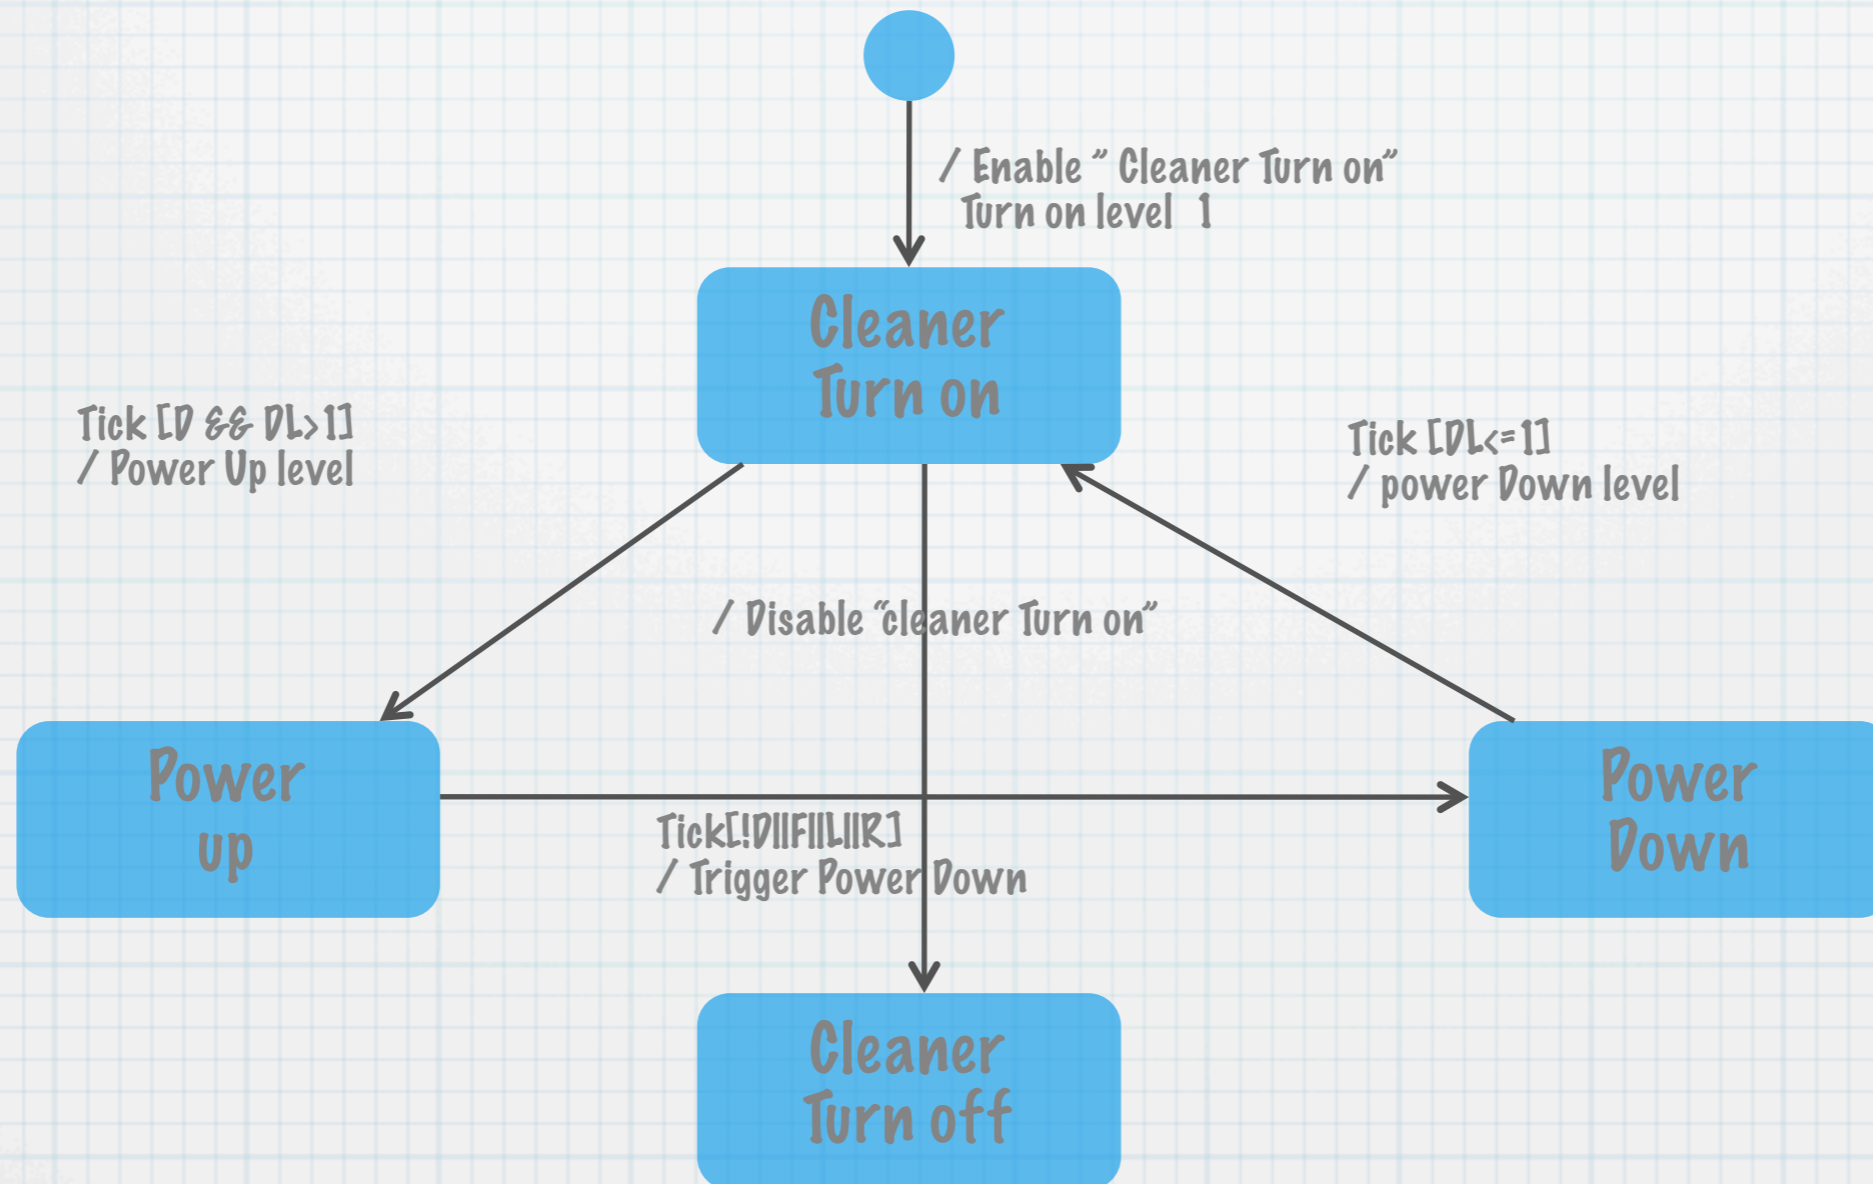 / Enable ” Cleaner Turn on”
Turn on level 1
Cleaner
Turn on
Tick [D && DL>1]
/ Power Up level
Tick [DL<=1]
/ power Down level
/ Disable “cleaner Turn on”
Power
up
Tick[!D||F||L||R]
/ Trigger Power Down
Power
Down
Cleaner
Turn off